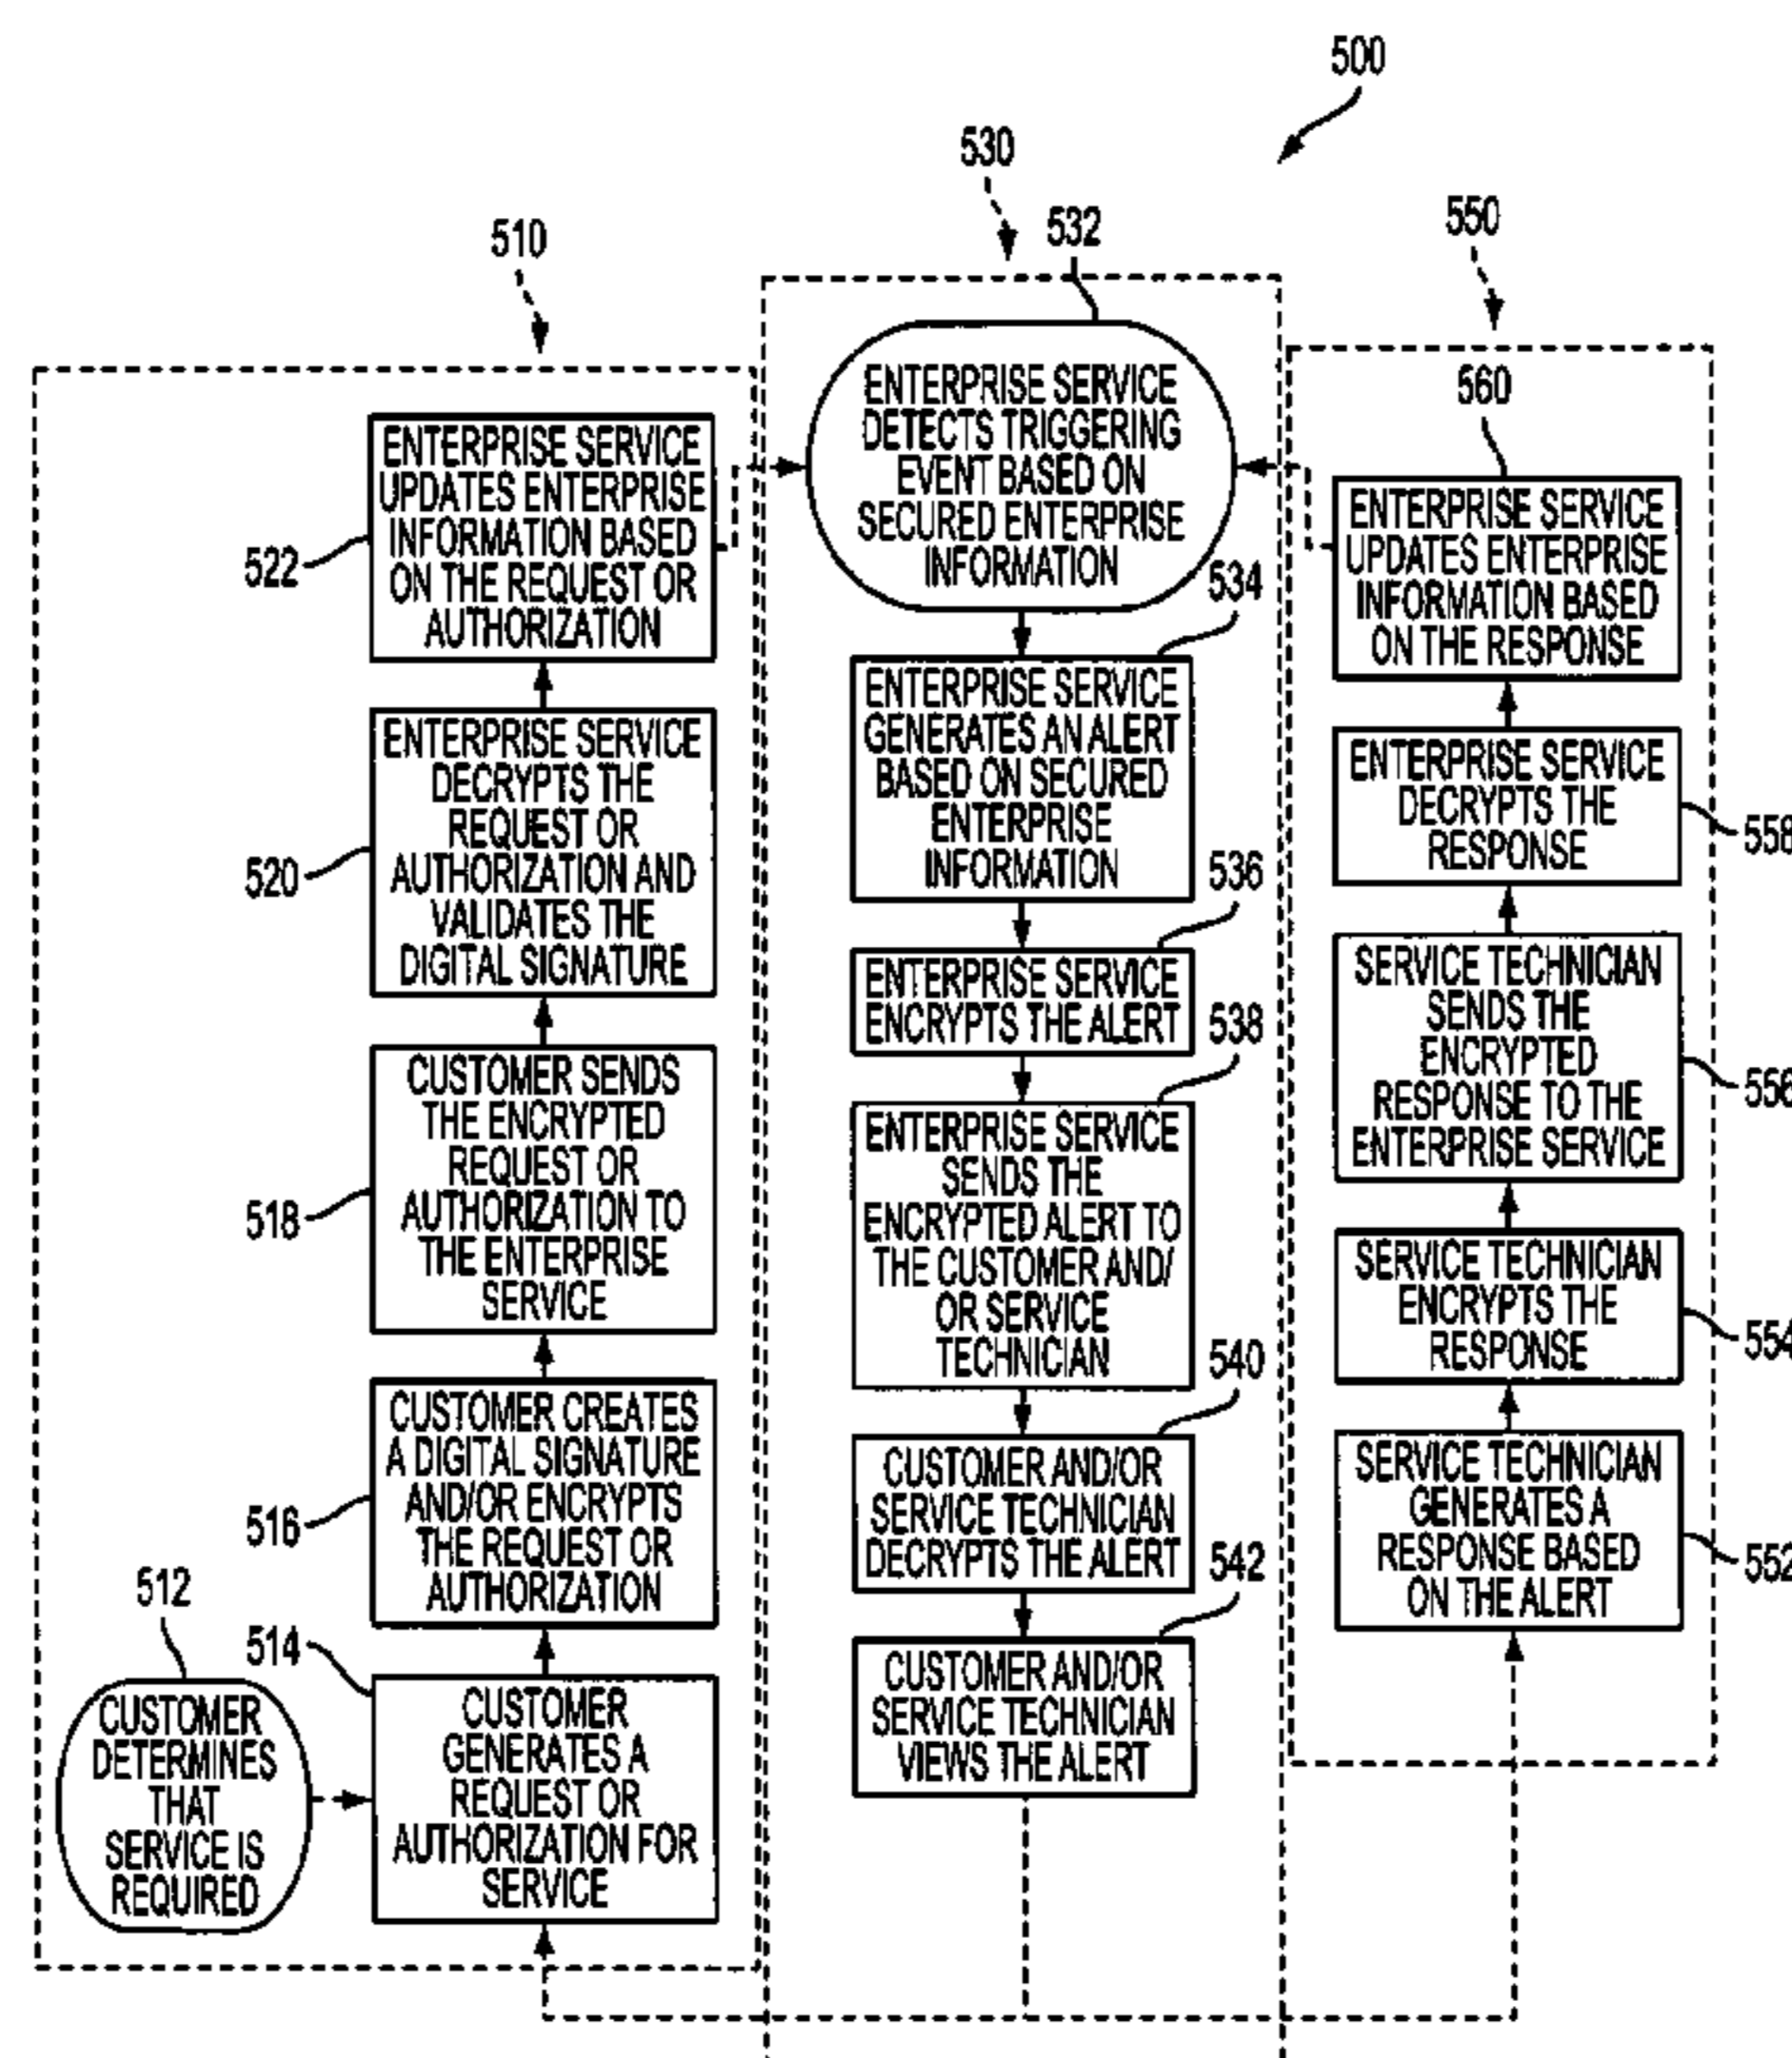 500
530
532
510
550
ENTERPRISE SERVICE
UPDATES ENTERPRISE
INFORMATION BASED
ON THE REQUEST OR
AUTHORIZATION
522
ENTERPRISE SERVICE
DECRYPTS THE
REQUEST OR
AUTHORIZATION AND
VALIDATES THE
DIGITAL SIGNATURE
520
CUSTOMER SENDS
THE ENCRYPTED
REQUEST OR
AUTHORIZATION TO
THE ENTERPRISE
SERVICE
518
CUSTOMER CREATES
A DIGITAL SIGNATURE
AND/OR ENCRYPTS
THE REQUEST OR
AUTHORIZATION
516
512
514
CUSTOMER
DETERMINES
THAT
SERVICE IS
REQUIRED
CUSTOMER
GENERATES A
REQUEST OR
AUTHORIZATION FOR
SERVICE
ENTERPRISE SERVICE
DETECTS TRIGGERING
EVENT BASED ON
SECURED ENTERPRISE
INFORMATION
534
ENTERPRISE SERVICE
GENERATES AN ALERT
BASED ON SECURED
ENTERPRISE
INFORMATION
536
ENTERPRISE SERVICE
ENCRYPTS THE ALERT
538
ENTERPRISE SERVICE
SENDS THE
ENCRYPTED ALERT TO
THE CUSTOMER AND/
OR SERVICE
TECHNICIAN
540
CUSTOMER AND/OR
SERVICE TECHNICIAN
DECRYPTS THE ALERT
542
CUSTOMER AND/OR
SERVICE TECHNICIAN
VIEWS THE ALERT
560
ENTERPRISE SERVICE
UPDATES ENTERPRISE
INFORMATION BASED
ON THE RESPONSE
ENTERPRISE SERVICE
DECRYPTS THE
RESPONSE
558
SERVICE TECHNICIAN
SENDS THE
ENCRYPTED
RESPONSE TO THE
ENTERPRISE SERVICE
556
SERVICE TECHNICIAN
ENCRYPTS THE
RESPONSE
554
SERVICE TECHNICIAN
GENERATES A
RESPONSE BASED
ON THE ALERT
552